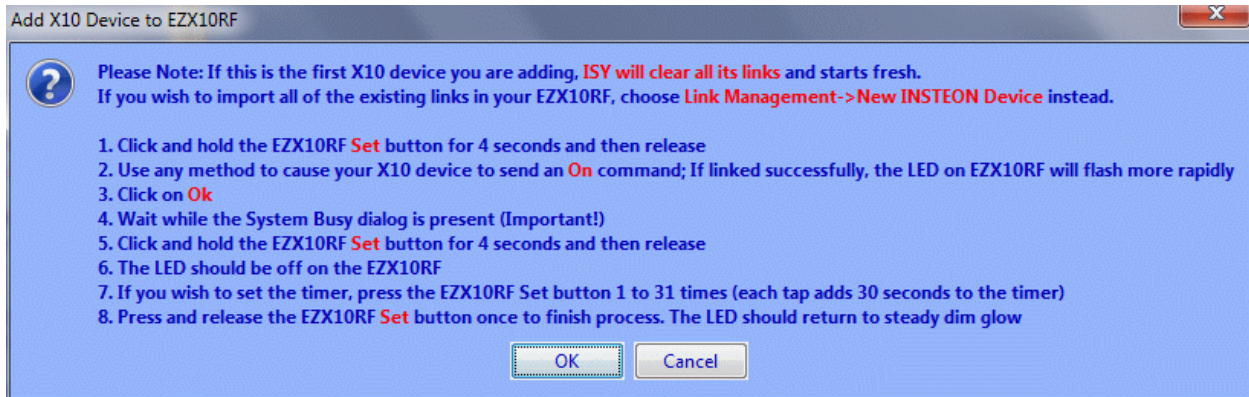 Add X10 Device to EZX10RF
Please Note: If this is the first X10 device you are adding, ISY will clear all its links and starts fresh.
If you wish to import all of the existing links in your EZX10RF, choose Link Management->New INSTEON Device instead.
1. Click and hold the EZX10RF Set button for 4 seconds and then release
2. Use any method to cause your X10 device to send an On command; If linked successfully, the LED on EZX10RF will flash more rapidly
3. Click on Ok
4. Wait while the System Busy dialog is present (Important!)
5. Click and hold the EZX10RF Set button for 4 seconds and then release
6. The LED should be off on the EZX10RF
7. If you wish to set the timer, press the EZX10RF Set button 1 to 31 times (each tap adds 30 seconds to the timer)
8. Press and release the EZX10RF Set button once to finish process. The LED should return to steady dim glow
OK Cancel